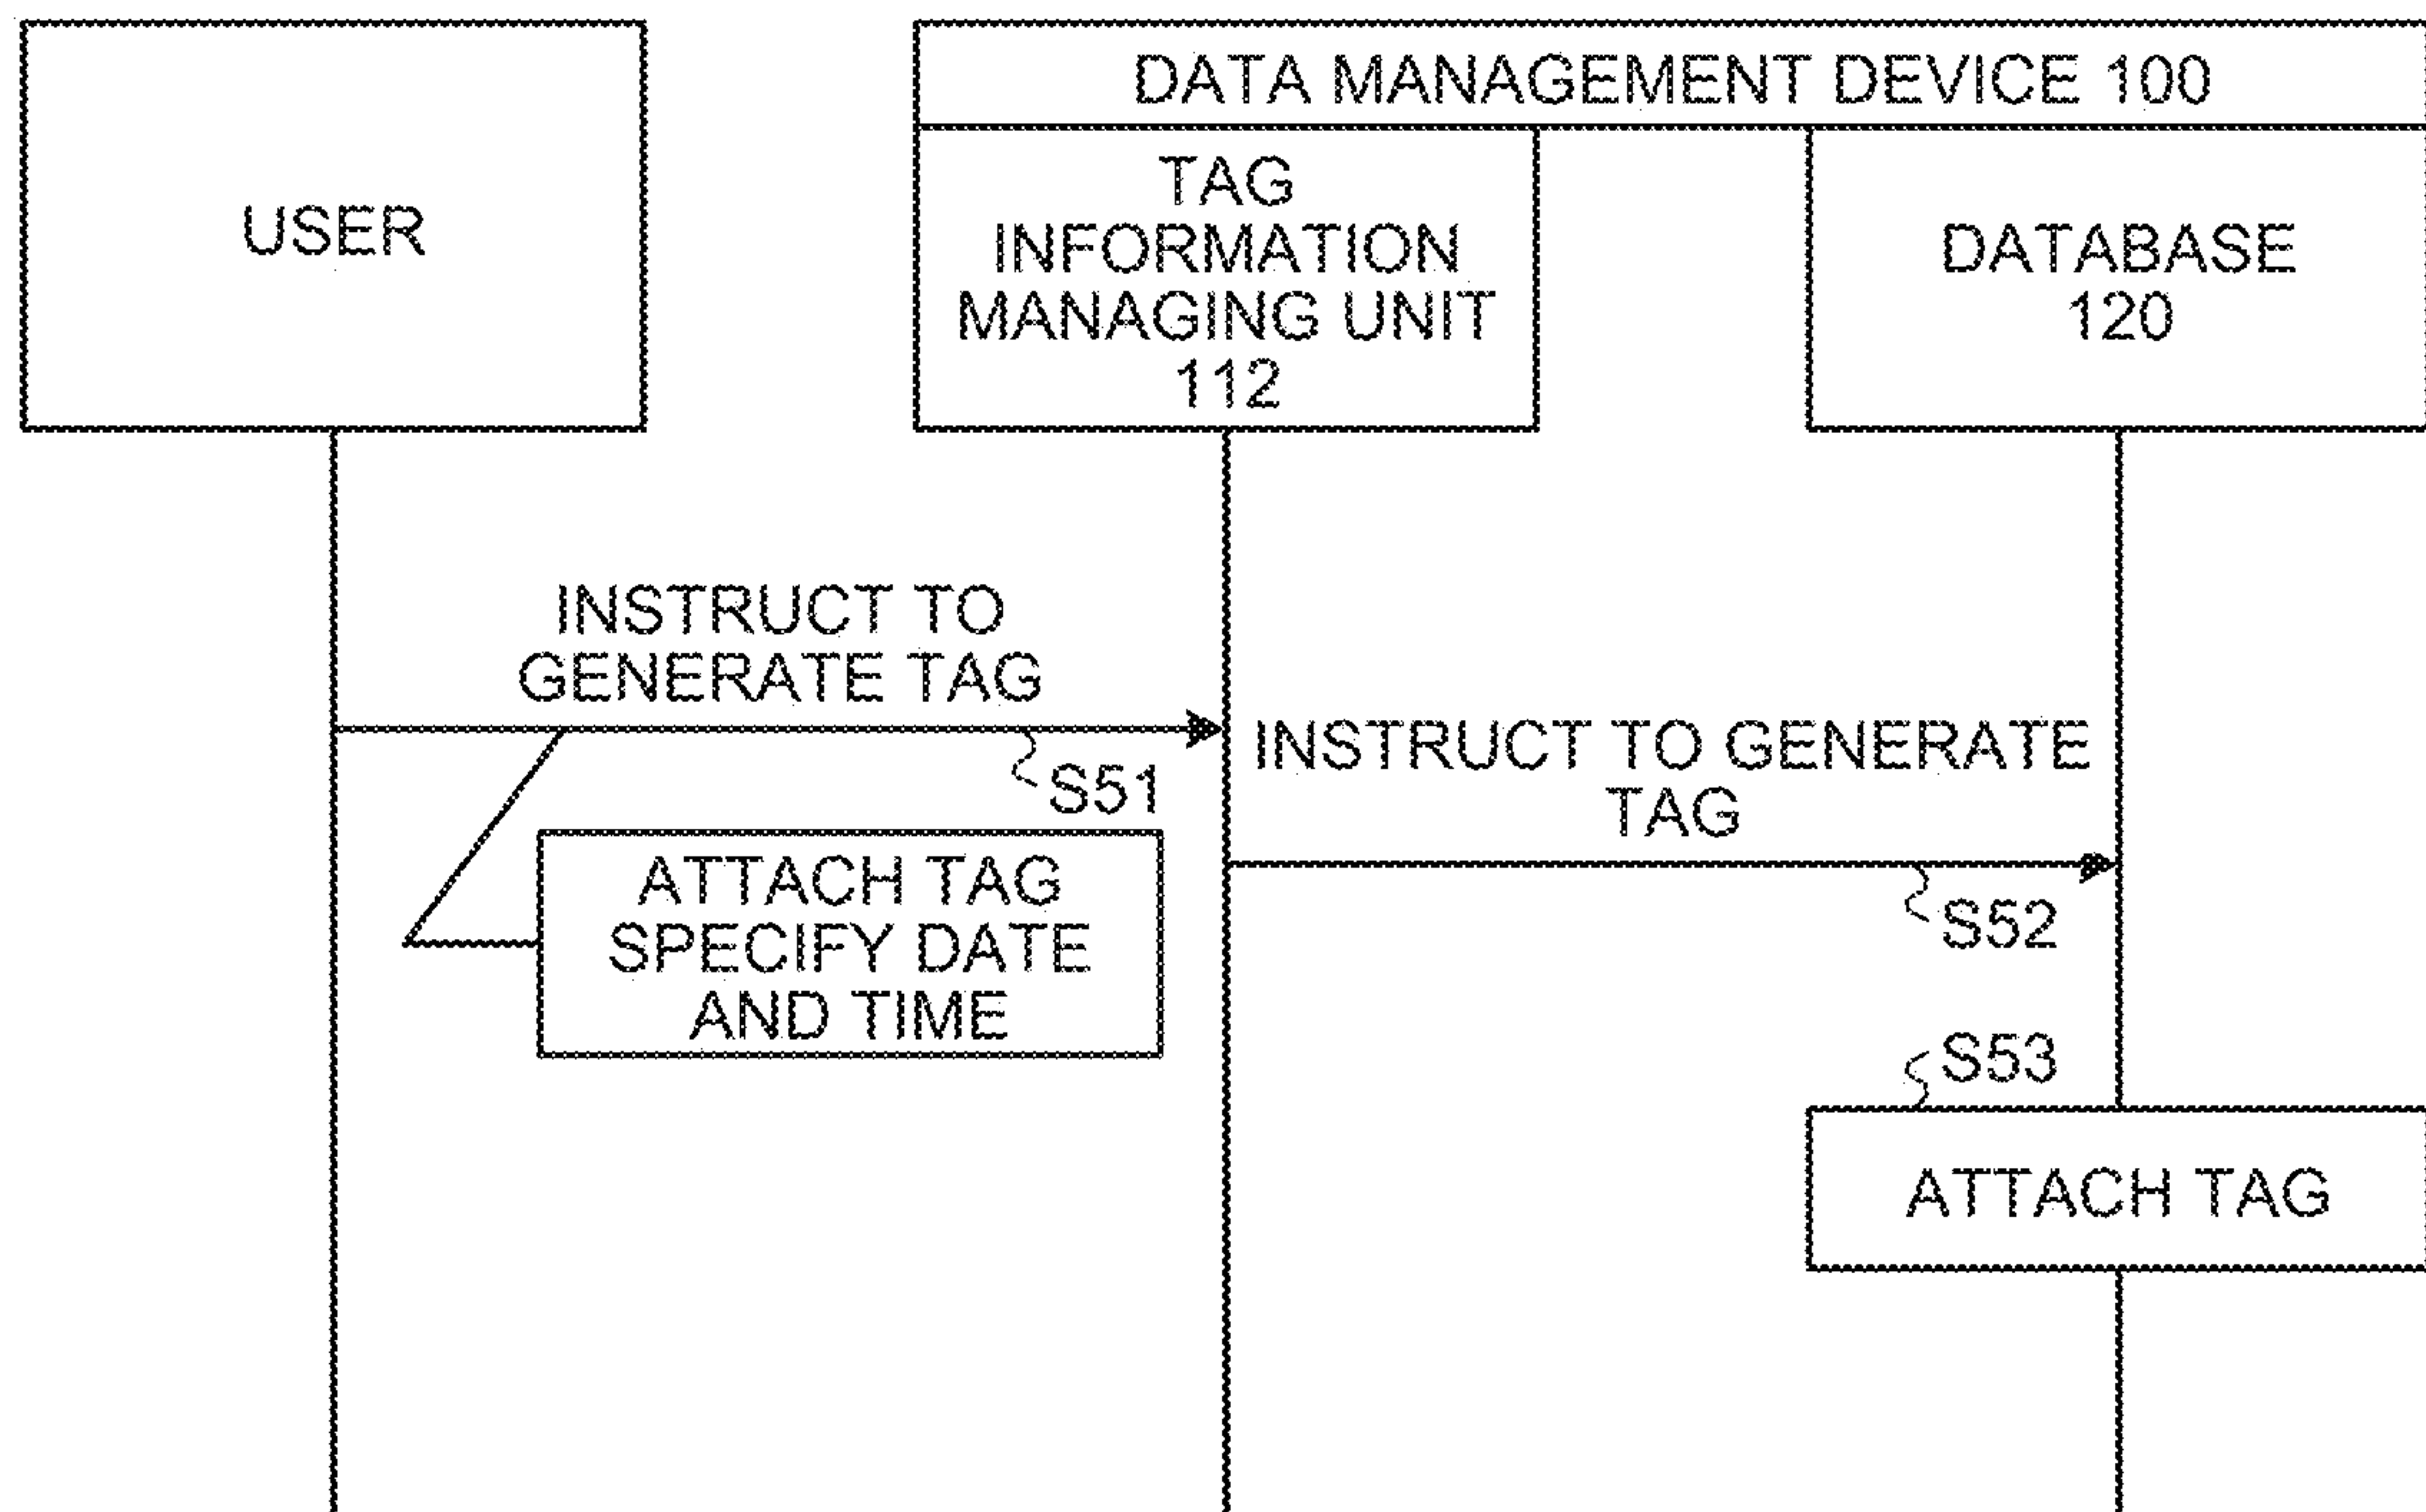 USER
DATA MANAGEMENT DEVICE 100
TAG
INFORMATION
MANAGING UNIT
112
DATABASE
120
INSTRUCT TO
GENERATE TAG
S51
ATTACH TAG
SPECIFY DATE
AND TIME
INSTRUCT TO GENERATE
TAG
S52
S53
ATTACH TAG